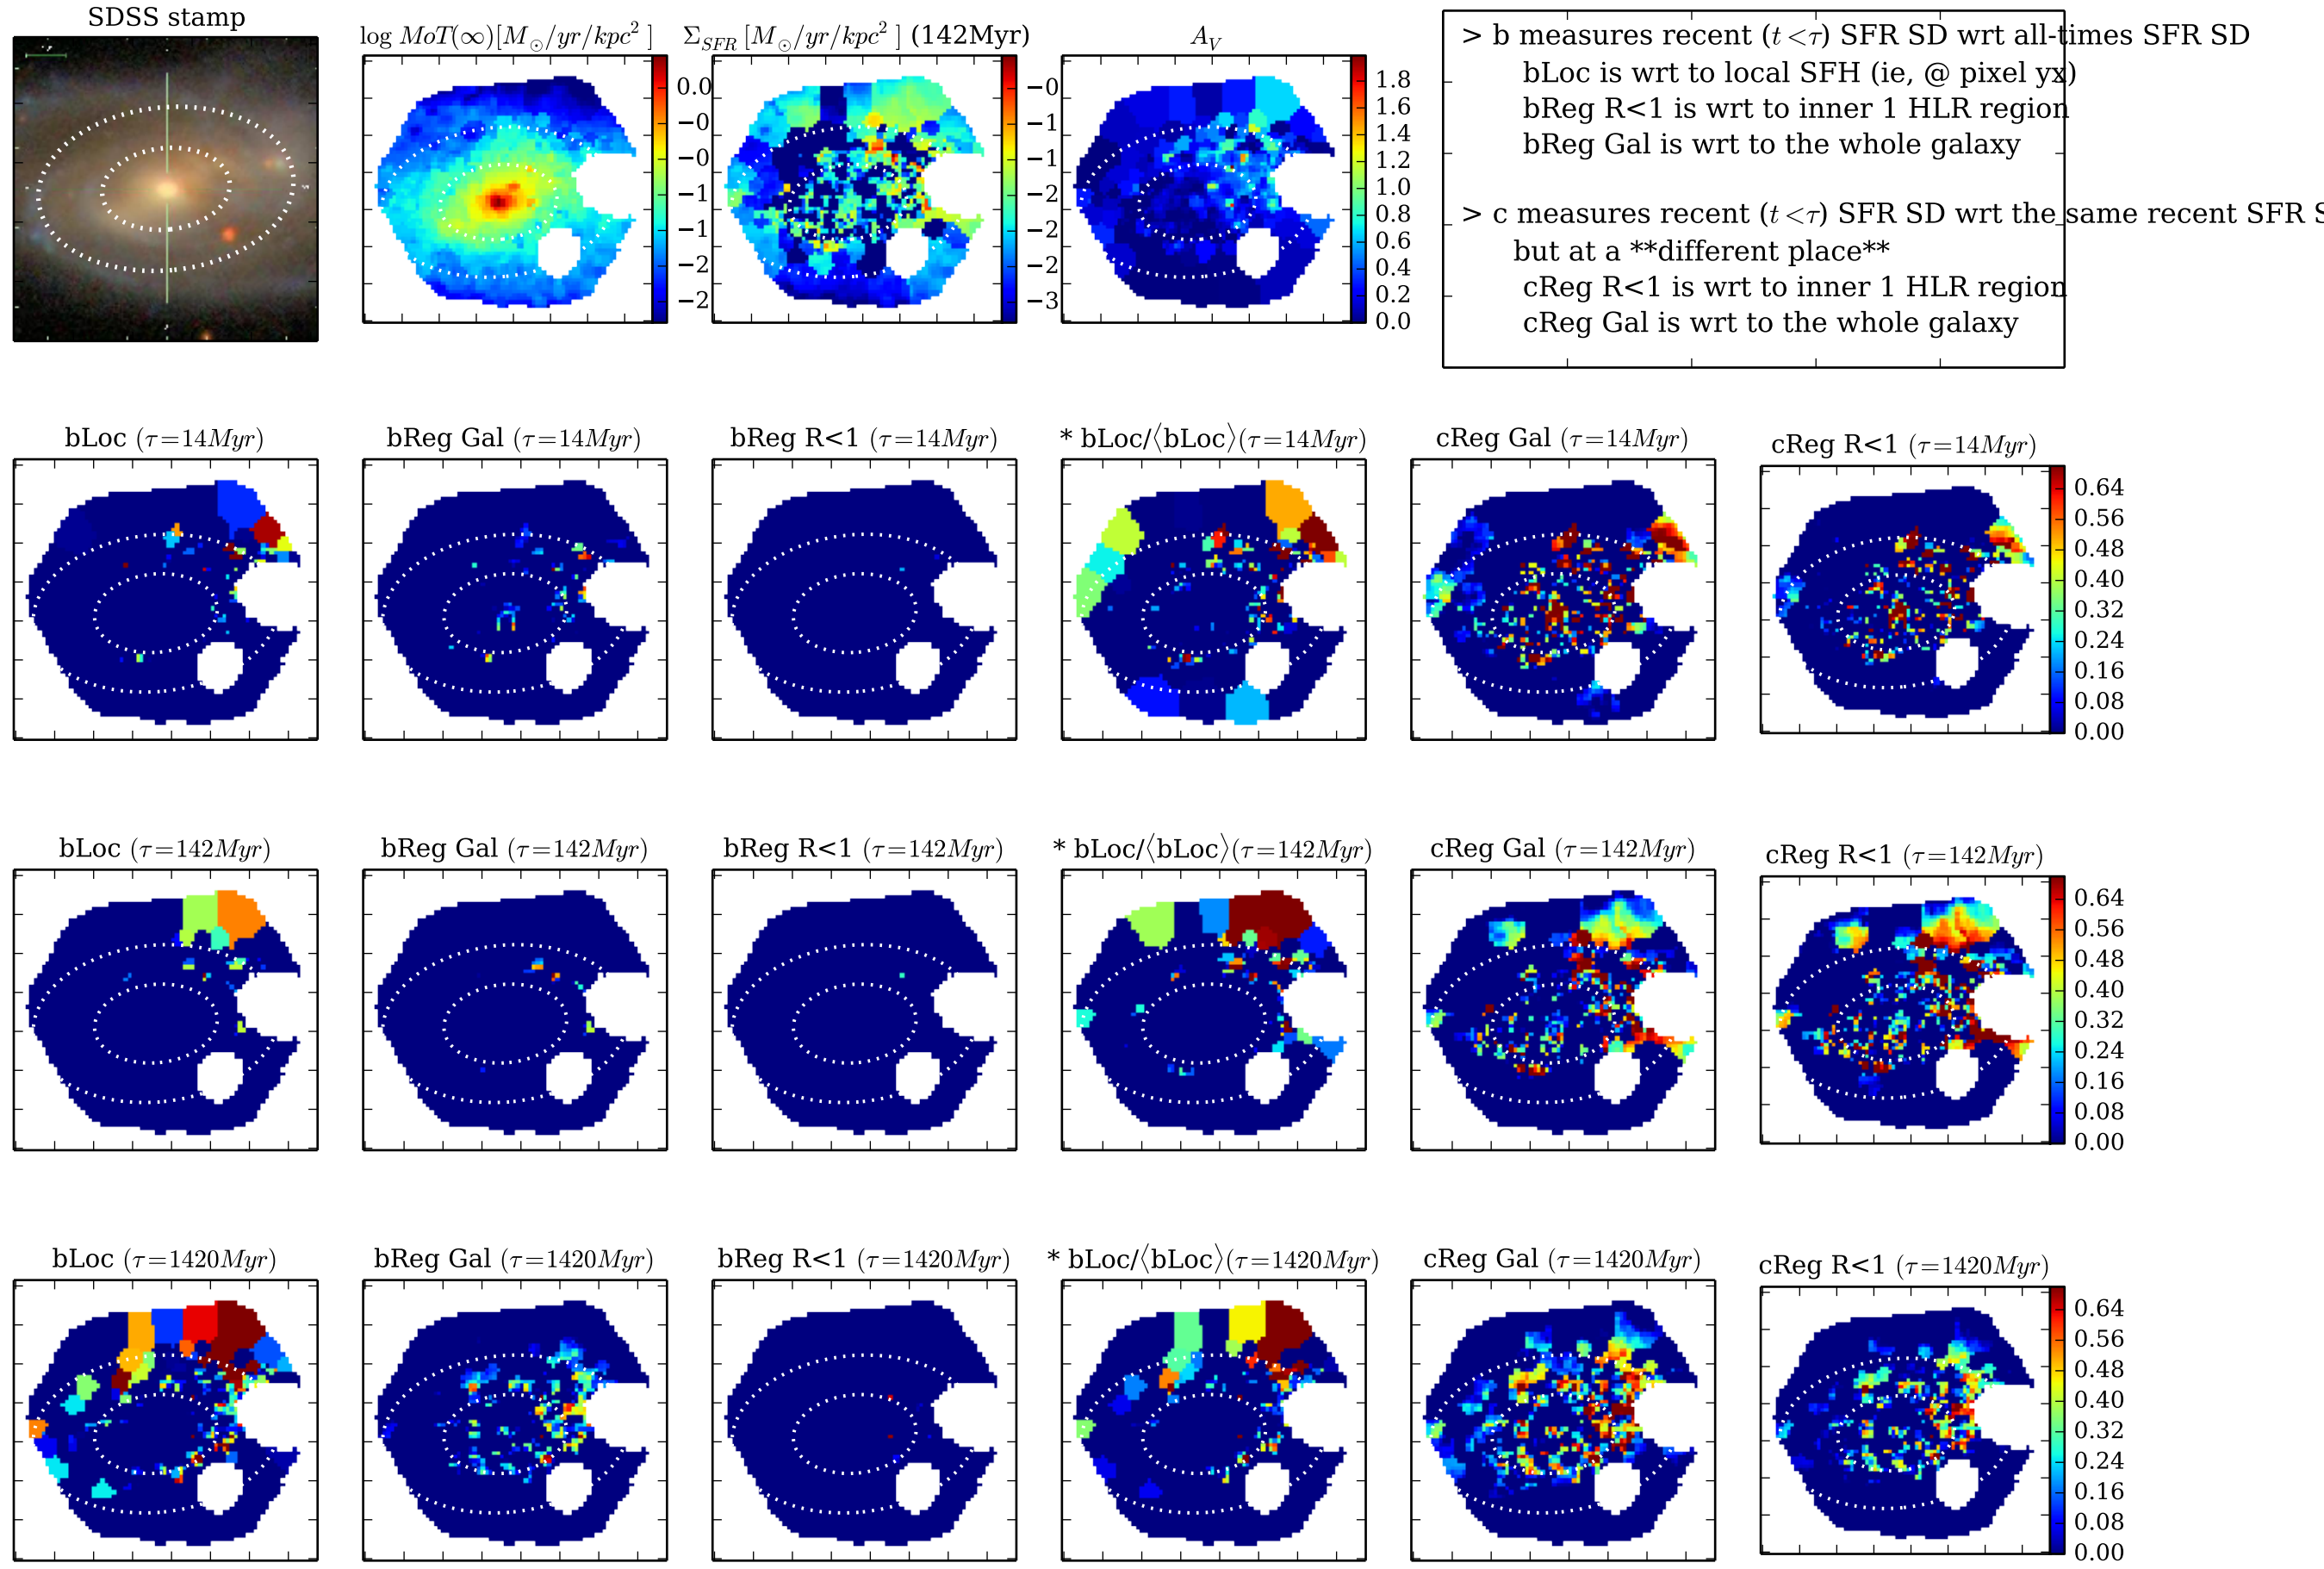 SDSS stamp
log MoT(∞)[M⊙/yr/kpc² ]
Σ_SFR [M⊙/yr/kpc² ] (142Myr)
A_V
0.0
−0
−0
−1
−1
−2
−2
−0
−1
−1
−2
−2
−2
−3
1.8
1.6
1.4
1.2
1.0
0.8
0.6
0.4
0.2
0.0
> b measures recent (t<τ) SFR SD wrt all-times SFR SD
bLoc is wrt to local SFH (ie, @ pixel yx)
bReg R<1 is wrt to inner 1 HLR region
bReg Gal is wrt to the whole galaxy
> c measures recent (t<τ) SFR SD wrt the same recent SFR S
but at a **different place**
cReg R<1 is wrt to inner 1 HLR region
cReg Gal is wrt to the whole galaxy
bLoc (τ=14Myr)
bReg Gal (τ=14Myr)
bReg R<1 (τ=14Myr)
* bLoc/⟨bLoc⟩(τ=14Myr)
cReg Gal (τ=14Myr)
cReg R<1 (τ=14Myr)
0.64
0.56
0.48
0.40
0.32
0.24
0.16
0.08
0.00
bLoc (τ=142Myr)
bReg Gal (τ=142Myr)
bReg R<1 (τ=142Myr)
* bLoc/⟨bLoc⟩(τ=142Myr)
cReg Gal (τ=142Myr)
cReg R<1 (τ=142Myr)
0.64
0.56
0.48
0.40
0.32
0.24
0.16
0.08
0.00
bLoc (τ=1420Myr)
bReg Gal (τ=1420Myr)
bReg R<1 (τ=1420Myr)
* bLoc/⟨bLoc⟩(τ=1420Myr)
cReg Gal (τ=1420Myr)
cReg R<1 (τ=1420Myr)
0.64
0.56
0.48
0.40
0.32
0.24
0.16
0.08
0.00